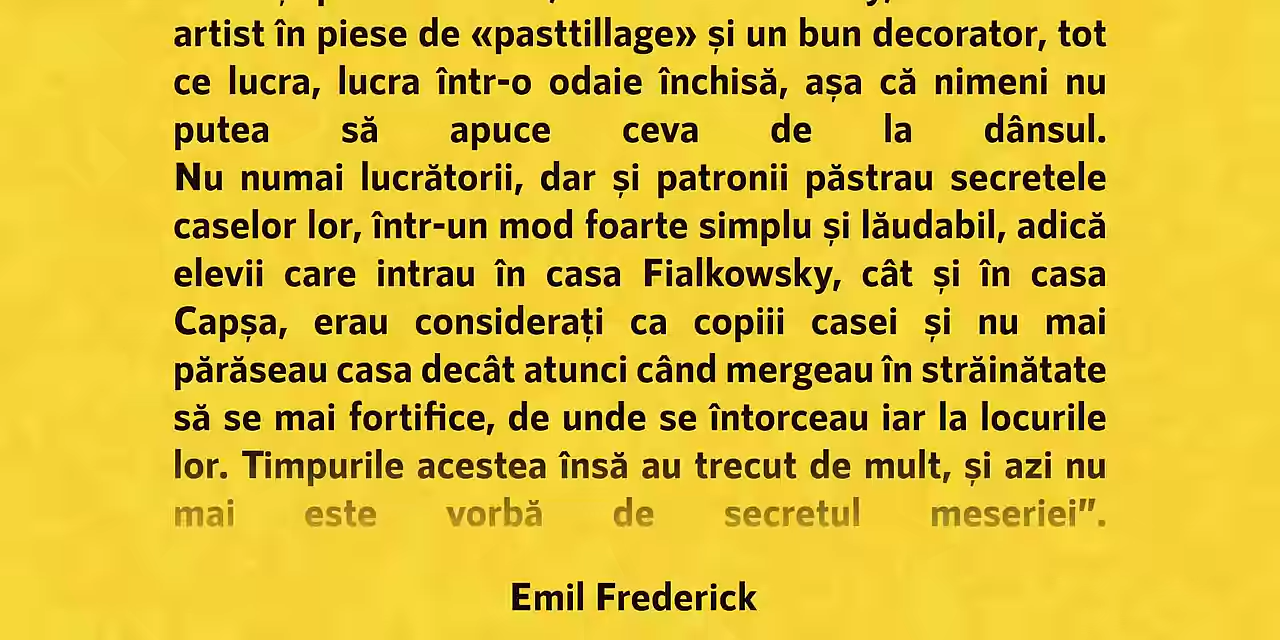 artist în piese de «pasttillage» și un bun decorator, tot
ce lucra, lucra într-o odaie închisă, așa că nimeni nu
putea să apuce ceva de la dânsul.
Nu numai lucrătorii, dar și patronii păstrau secretele
caselor lor, într-un mod foarte simplu și lăudabil, adică
elevii care intrau în casa Fialkowsky, cât și în casa
Capșa, erau considerați ca copiii casei și nu mai
părăseau casa decât atunci când mergeau în străinătate
să se mai fortifice, de unde se întorceau iar la locurile
lor. Timpurile acestea însă au trecut de mult, și azi nu
mai este vorbă de secretul meseriei”.
Emil Frederick